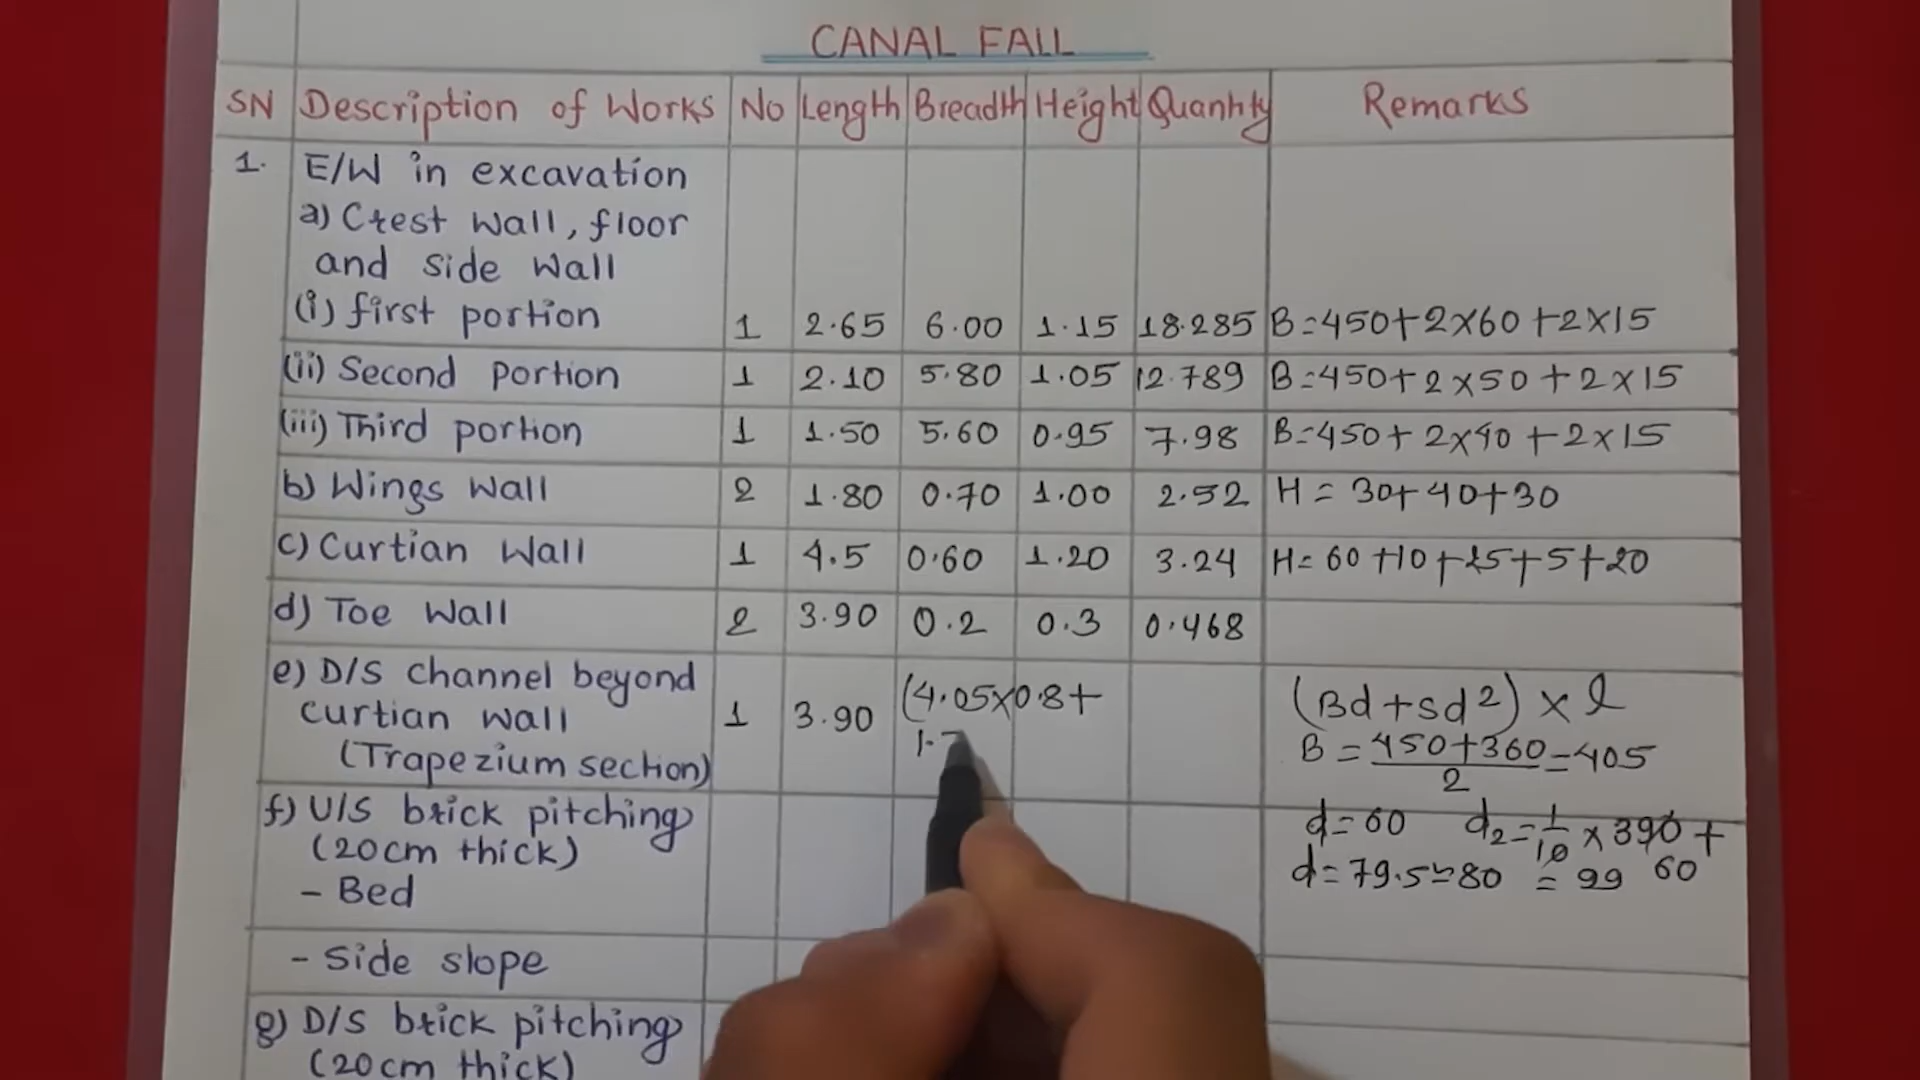 CANAL FALL
SN Description of Works No Length Breadth Height Quantity Remarks
1. E/W in excavation
a) Crest wall, floor
and side wall
(i) first portion 1 2.65 6.00 1.15 18.285 B=450+2x60+2x15
(ii) Second portion 1 2.10 5.80 1.05 12.789 B=450+2x50+2x15
(iii) Third portion 1 1.50 5.60 0.95 7.98 B=450+2x40+2x15
b) Wings wall 2 1.80 0.70 1.00 2.52 H=30+40+30
c) Curtian wall 1 4.5 0.60 1.20 3.24 H=60+10+25+5+20
d) Toe wall 2 3.90 0.2 0.3 0.468
e) D/S channel beyond
curtian wall 1 3.90 (4.05x0.8+ (Bd+sd²)xl
(Trapezium section) 1. B=450+360/2=405
f) U/S brick pitching d=60 d2=1/10x390+60
(20cm thick) d=79.5≃80 =99
- Bed
- Side slope
g) D/S brick pitching
(20cm thick)